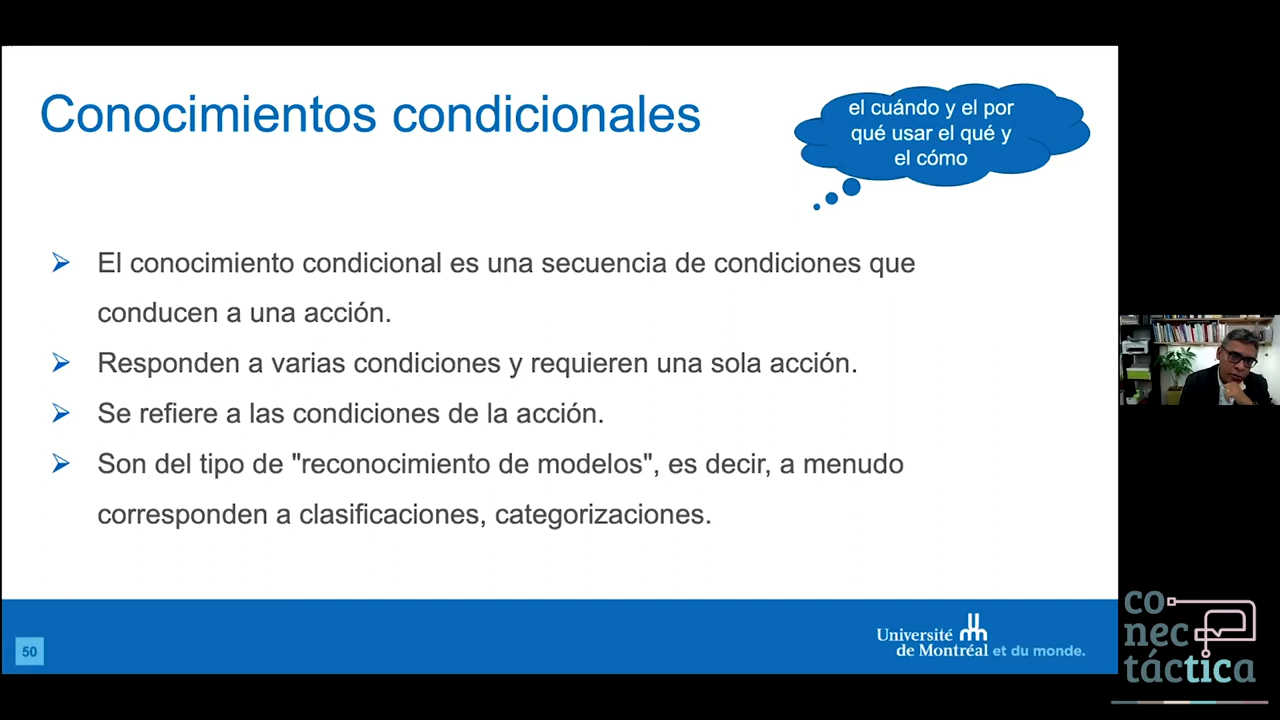 Conocimientos condicionales
el cuándo y el por
qué usar el qué y
el cómo
El conocimiento condicional es una secuencia de condiciones que
conducen a una acción.
Responden a varias condiciones y requieren una sola acción.
Se refiere a las condiciones de la acción.
Son del tipo de "reconocimiento de modelos", es decir, a menudo
corresponden a clasificaciones, categorizaciones.
50
Université
de Montréal et du monde.
co
nec
táctica